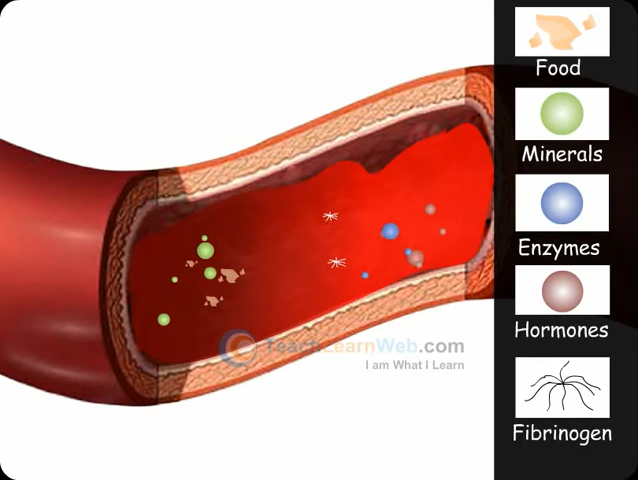 Food
Minerals
Enzymes
Hormones
Fibrinogen
TeachLearnWeb.com
I am What I Learn